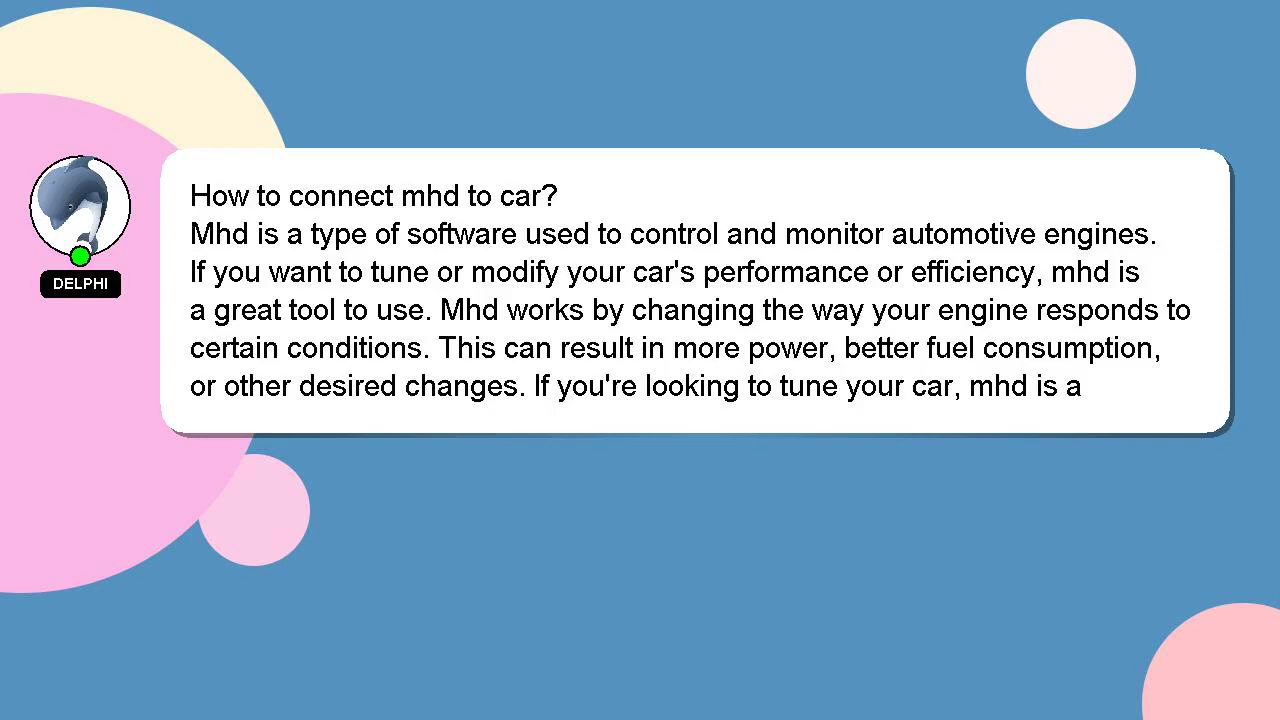 How to connect mhd to car?
Mhd is a type of software used to control and monitor automotive engines.
If you want to tune or modify your car's performance or efficiency, mhd is
a great tool to use. Mhd works by changing the way your engine responds to
certain conditions. This can result in more power, better fuel consumption,
or other desired changes. If you're looking to tune your car, mhd is a
DELPHI